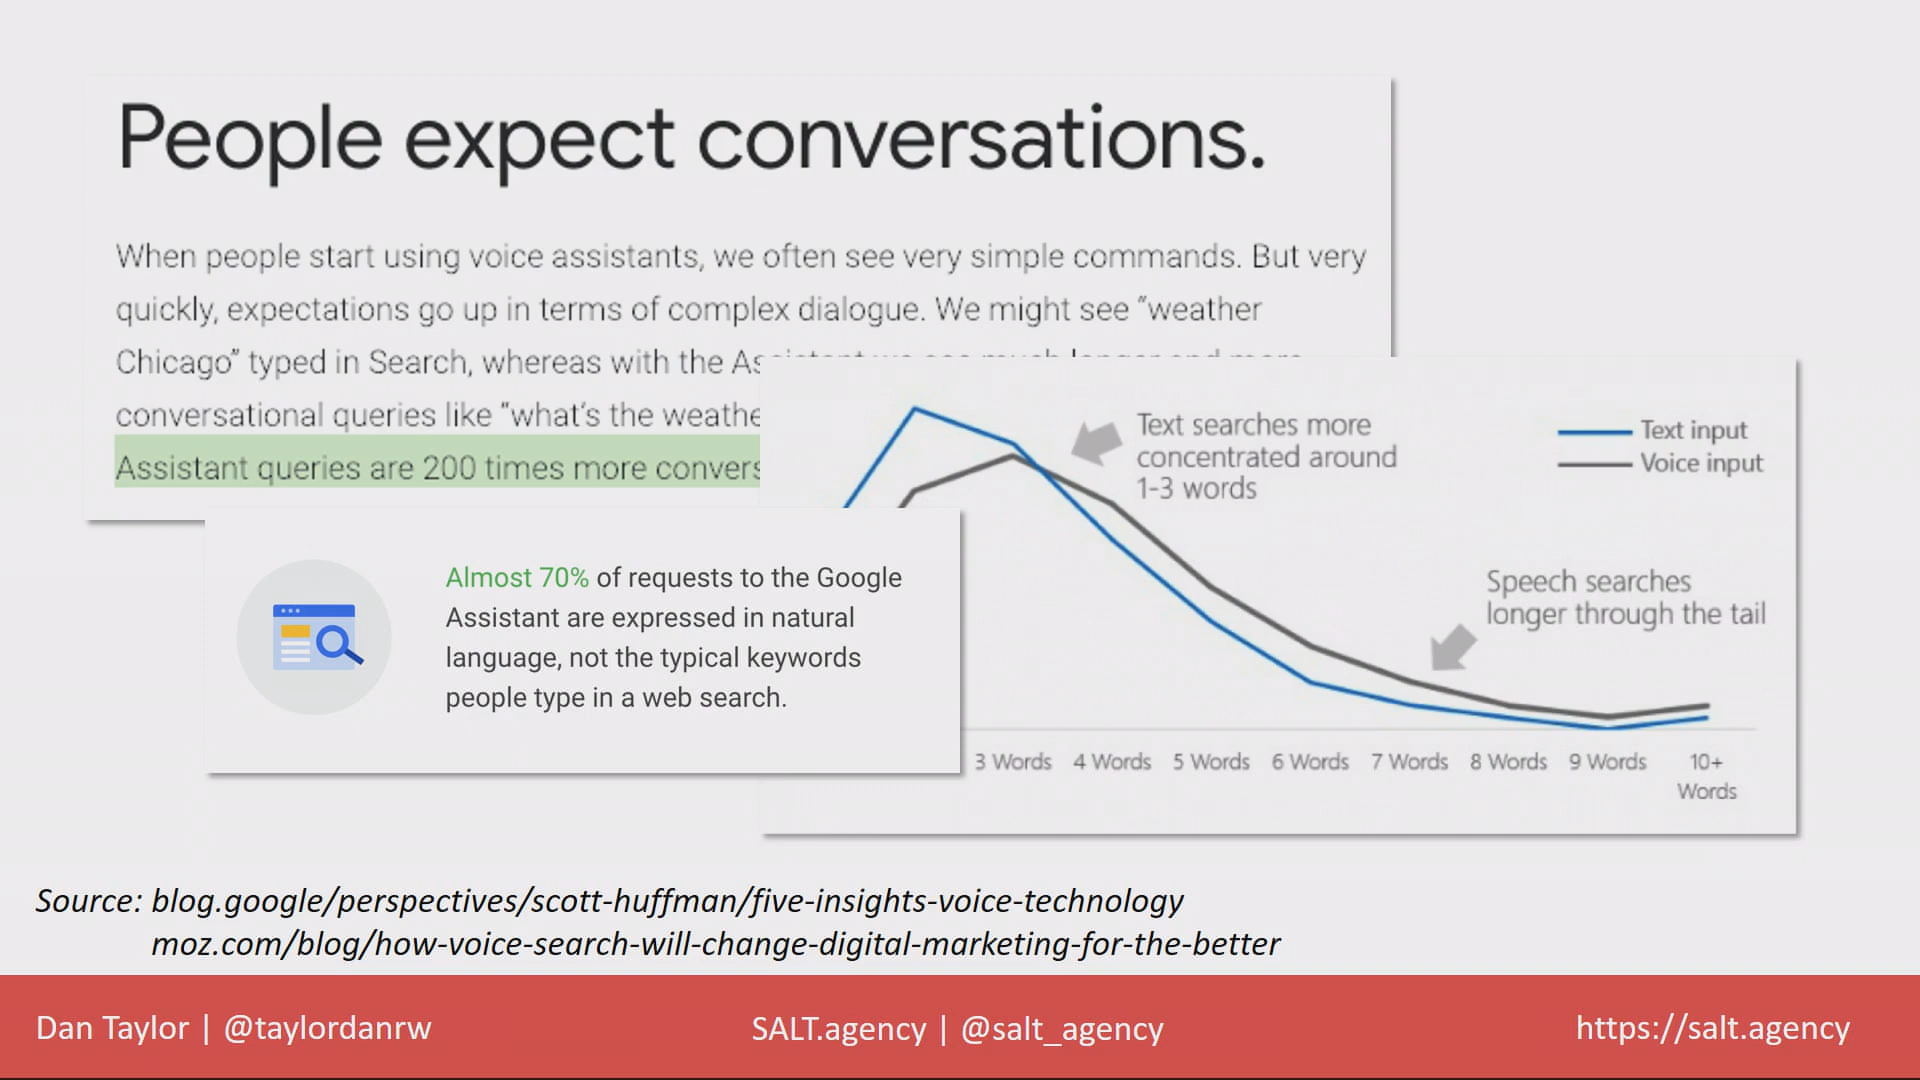 People expect conversations.
When people start using voice assistants, we often see very simple commands. But very
quickly, expectations go up in terms of complex dialogue. We might see “weather
Chicago” typed in Search, whereas with the
conversational queries like “what’s the
Assistant queries are 200 times more
Text searches more
concentrated around
1-3 words
Text input
Voice input
Speech searches
longer through the tail
Almost 70% of requests to the Google
Assistant are expressed in natural
language, not the typical keywords
people type in a web search.
3 Words 4 Words 5 Words 6 Words 7 Words 8 Words 9 Words 10+
Words
Source: blog.google/perspectives/scott-huffman/five-insights-voice-technology
moz.com/blog/how-voice-search-will-change-digital-marketing-for-the-better
Dan Taylor | @taylordanrw
SALT.agency | @salt_agency
https://salt.agency